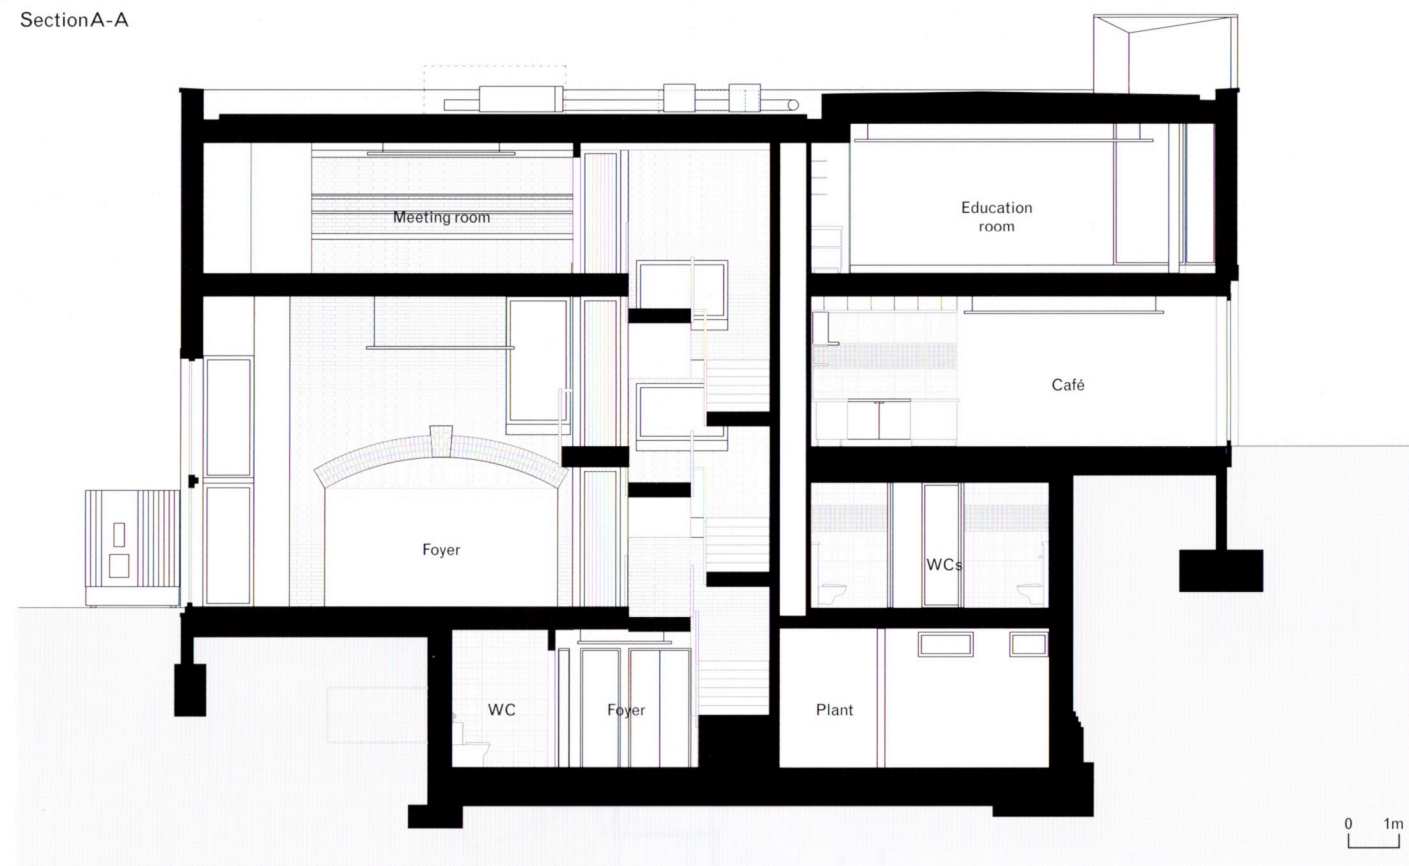 Section A-A
Meeting room
Education
room
Café
Foyer
WCs
WC
Foyer
Plant
0 1m